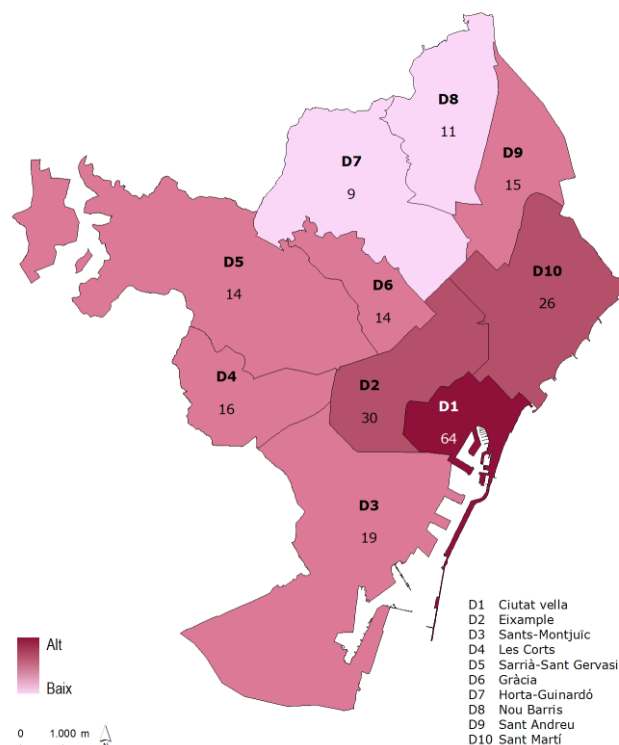 D8
11
D7
9
D9
15
D5
14
D6
14
D10
26
D4
16
D2
30
D1
64
D3
19
Alt
Baix
0 1.000 m
D1 Ciutat vella
D2 Eixample
D3 Sants-Montjuïc
D4 Les Corts
D5 Sarrià-Sant Gervasi
D6 Gràcia
D7 Horta-Guinardó
D8 Nou Barris
D9 Sant Andreu
D10 Sant Martí